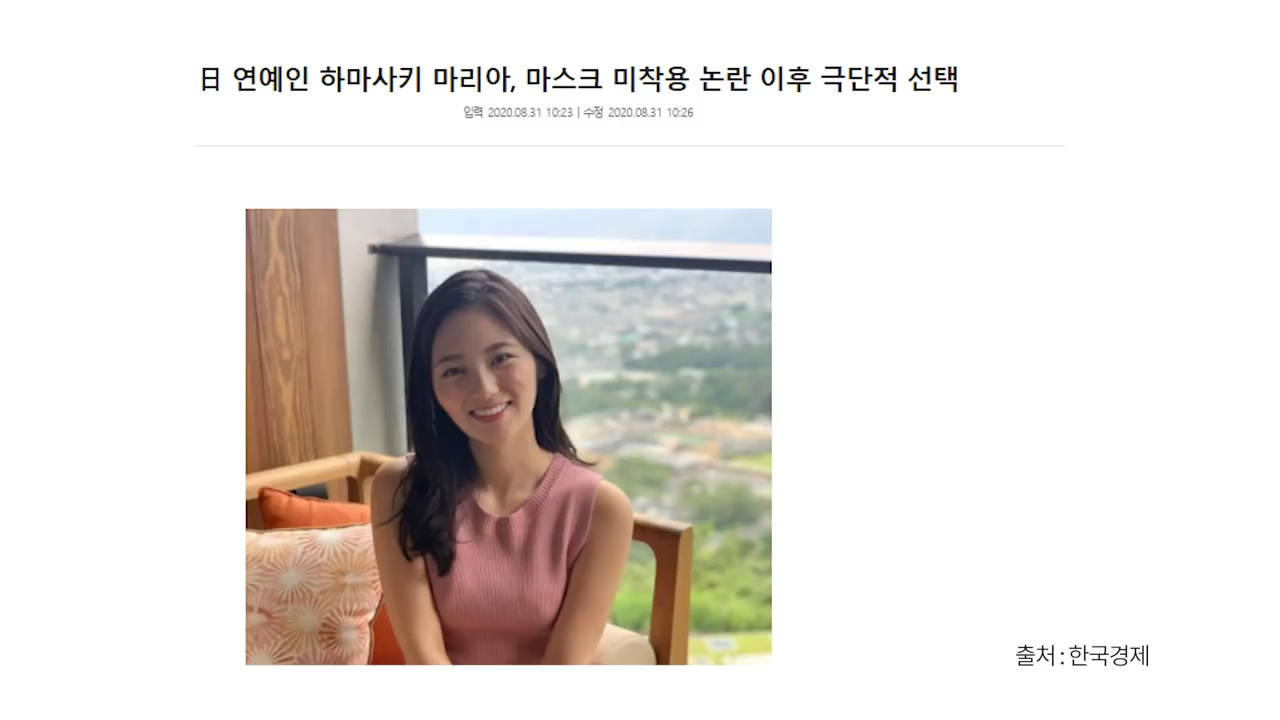 日 연예인 하마사키 마리아, 마스크 미착용 논란 이후 극단적 선택
입력 2020.08.31 10:23 | 수정 2020.08.31 10:26
출처 : 한국경제